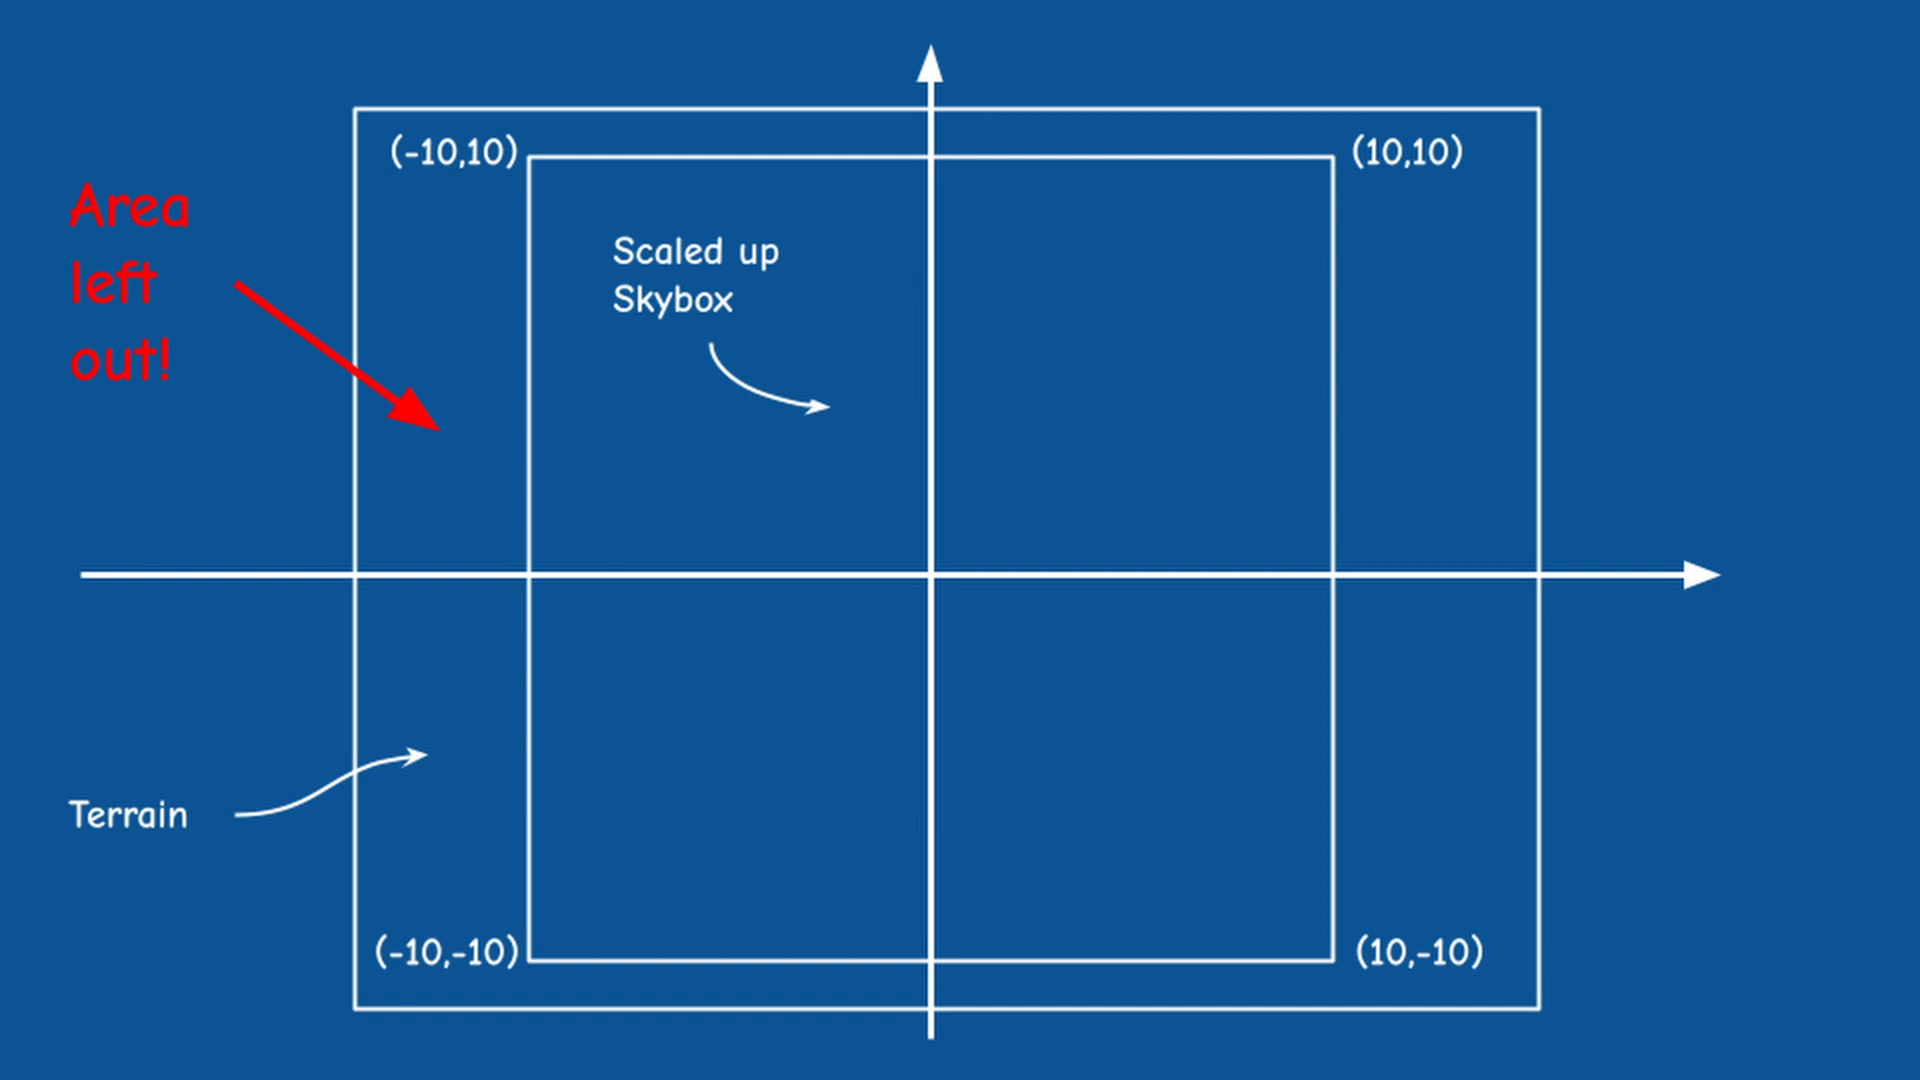 (-10,10)
(10,10)
Area
left
out!
Scaled up
Skybox
Terrain
(-10,-10)
(10,-10)